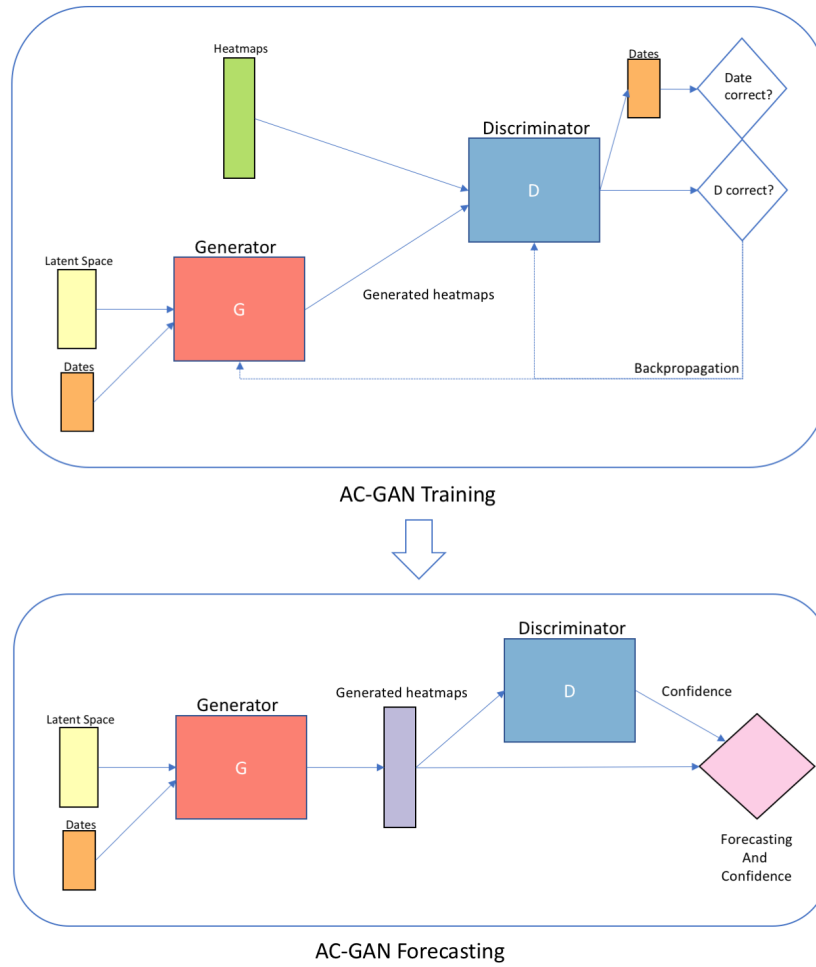 Heatmaps
Dates
Date
correct?
Discriminator
D
D correct?
Generator
Latent Space
G
Generated heatmaps
Dates
Backpropagation
AC-GAN Training
Discriminator
D
Generated heatmaps
Confidence
Generator
Latent Space
G
Dates
Forecasting
And
Confidence
AC-GAN Forecasting